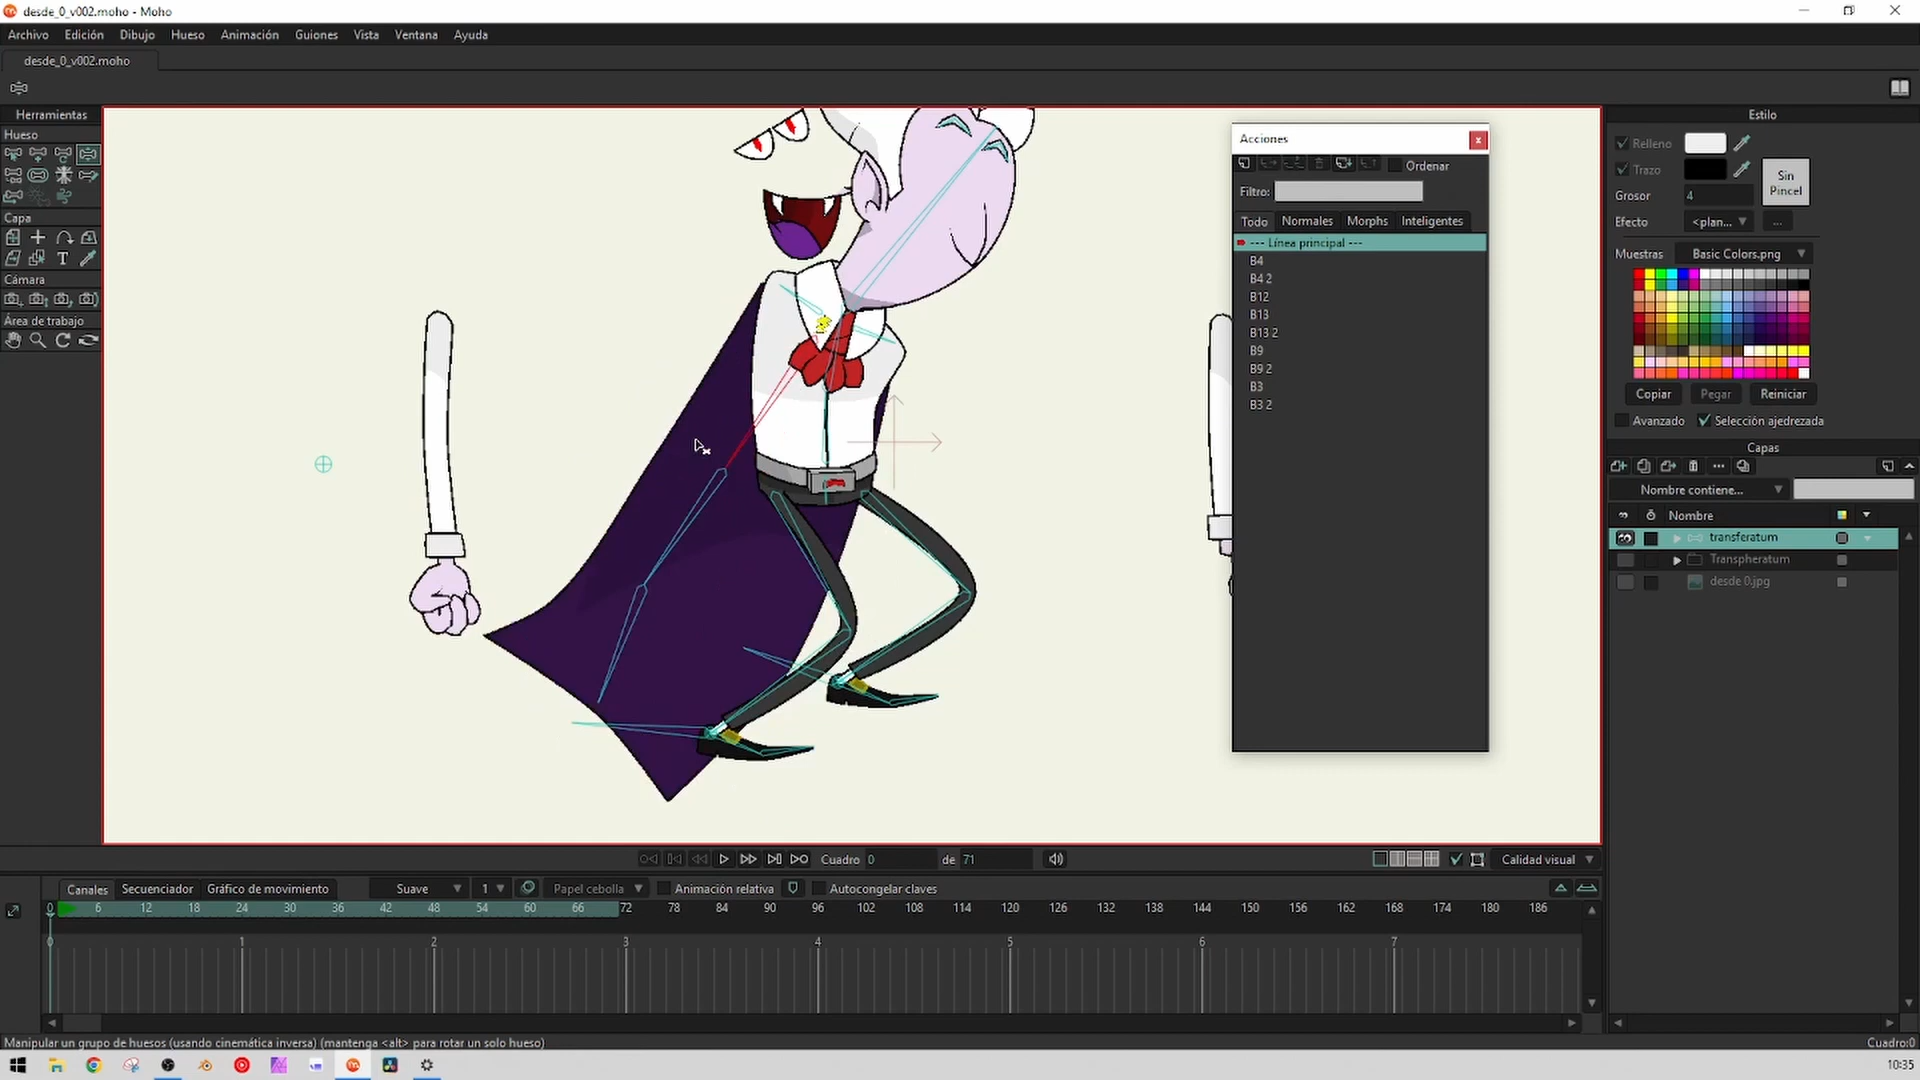 desde_0_v002.moho - Moho
Archivo Edición Dibujo Hueso Animación Guiones Vista Ventana Ayuda
desde_0_v002.moho
Herramientas
Hueso
Capa
Cámara
Área de trabajo
Acciones
Ordenar
Filtro:
Todo Normales Morphs Inteligentes
--- Línea principal ---
B4
B4 2
B12
B13
B13 2
B9
B9 2
B3
B3 2
Estilo
Relleno
Trazo
Sin Pincel
Grosor 4
Efecto <plan... ...
Muestras Basic Colors.png
Copiar Pegar Reiniciar
Avanzado Selección ajedrezada
Capas
Nombre contiene...
Nombre
transferatum
Transpheratum
desde 0.jpg
Cuadro 0 de 71
Calidad visual
Canales Secuenciador Gráfico de movimiento Suave 1 Papel cebolla Animación relativa Autocongelar claves
0 6 12 18 24 30 36 42 48 54 60 66 72 78 84 90 96 102 108 114 120 126 132 138 144 150 156 162 168 174 180 186
0 1 2 3 4 5 6 7
Manipular un grupo de huesos (usando cinemática inversa) (mantenga <alt> para rotar un solo hueso)
Cuadro:0
10:35